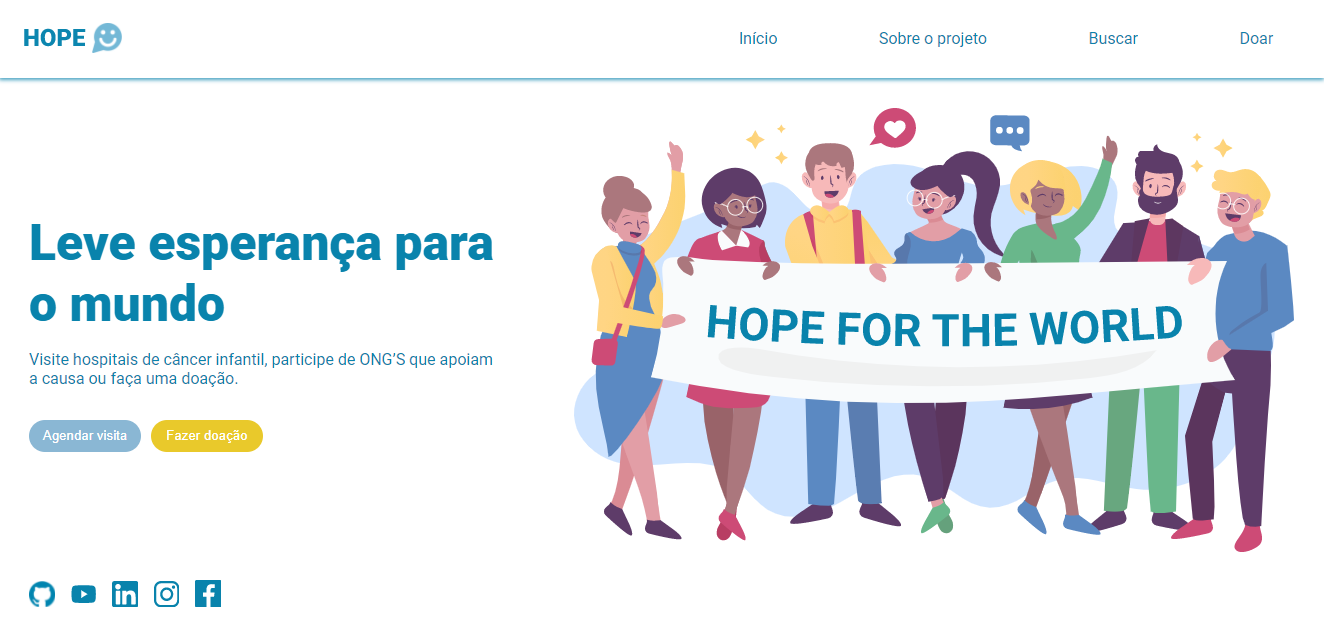 HOPE
Início
Sobre o projeto
Buscar
Doar
Leve esperança para
o mundo
Visite hospitais de câncer infantil, participe de ONG'S que apoiam
a causa ou faça uma doação.
Agendar visita
Fazer doação
HOPE FOR THE WORLD
in